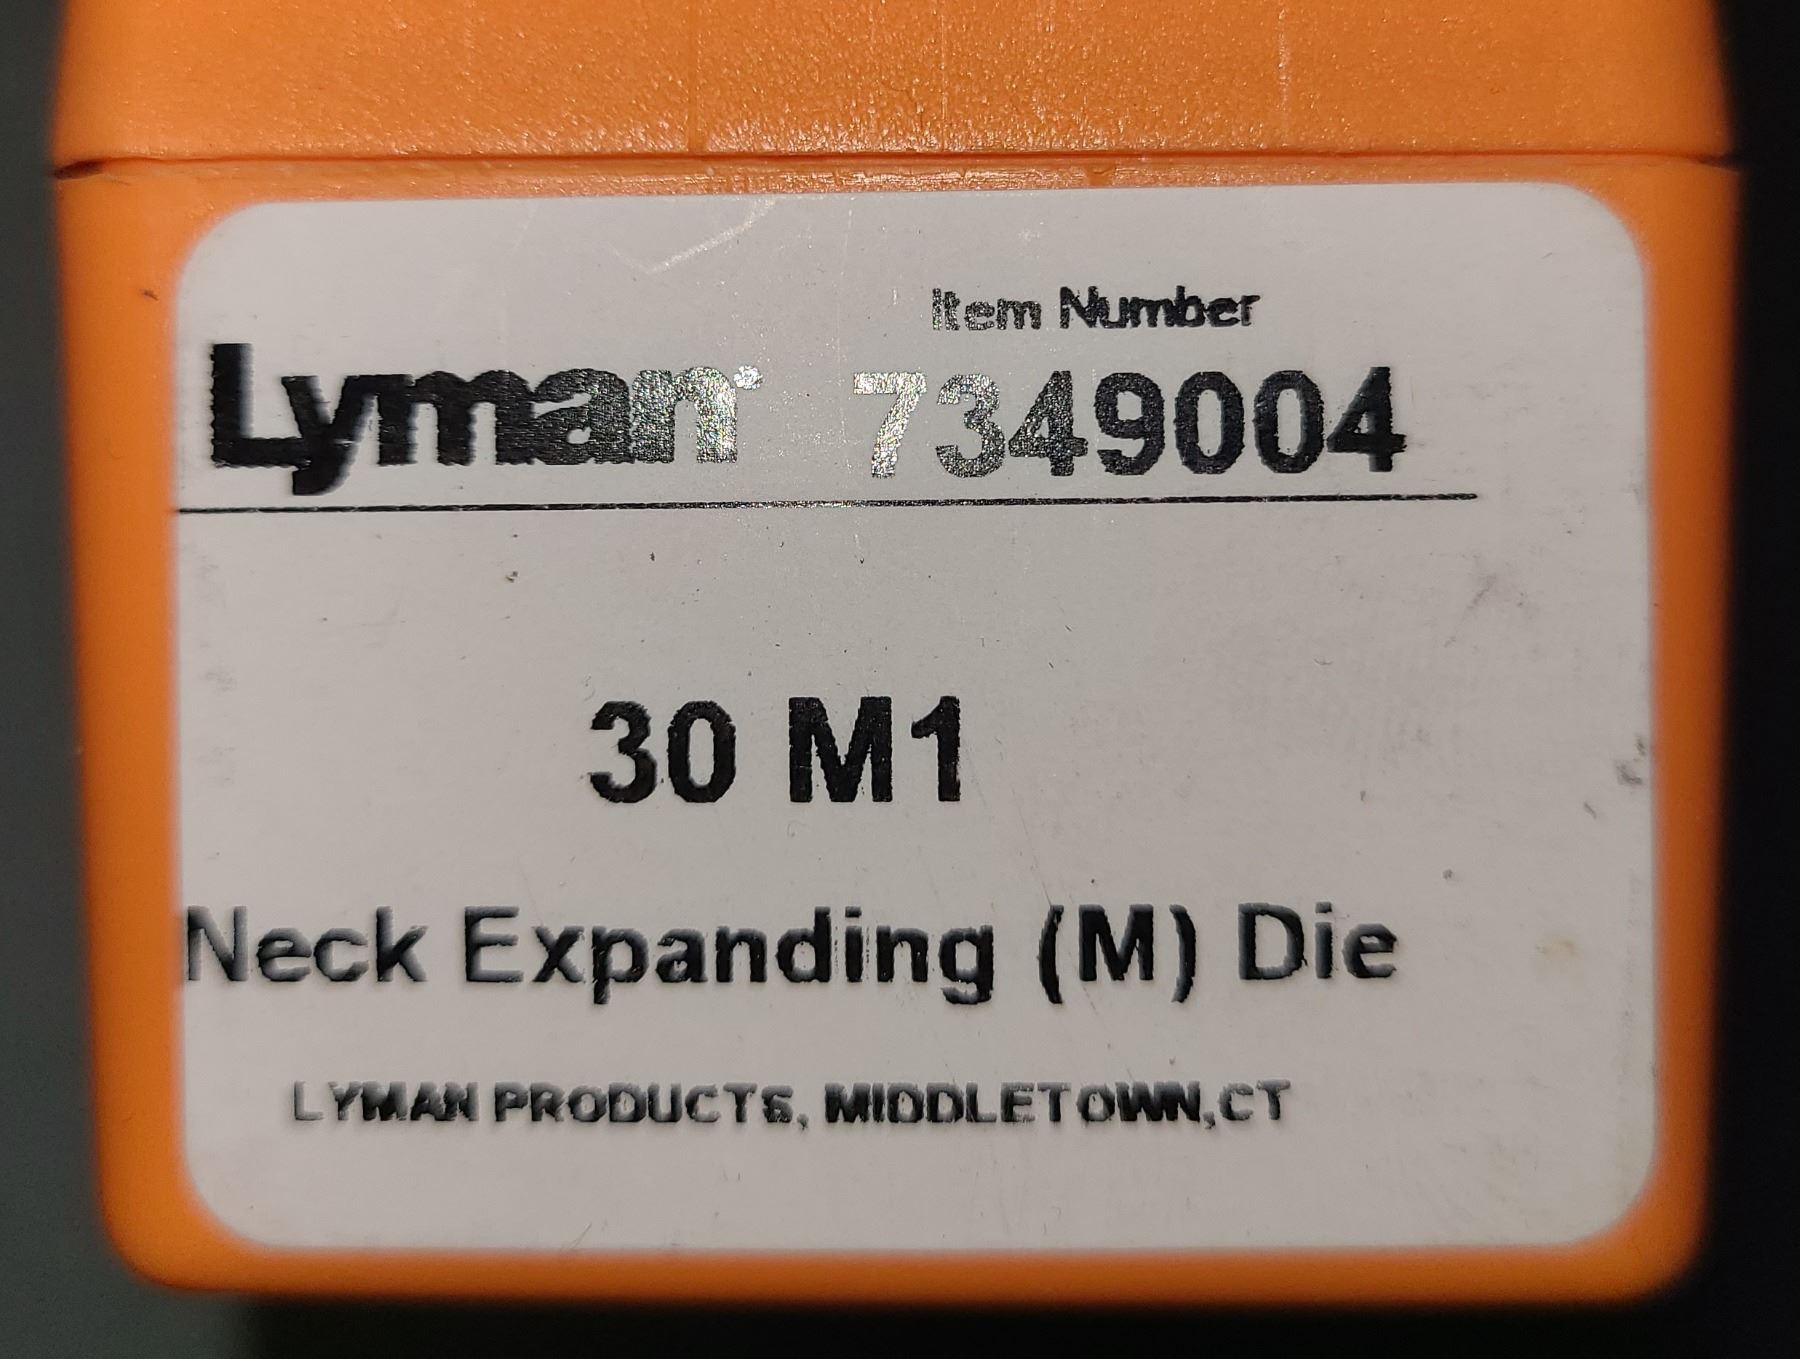 Item Number
Lyman 7349004
30 M1
Neck Expanding (M) Die
LYMAN PRODUCTS, MIDDLETOWN,CT